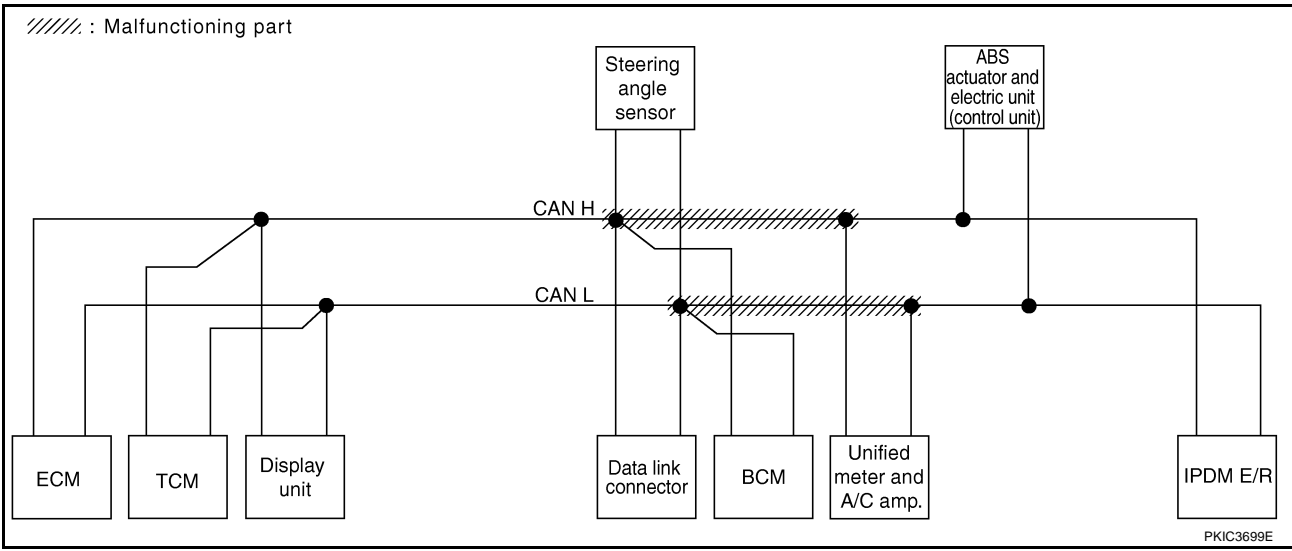 : Malfunctioning part
Steering
angle
sensor
ABS
actuator and
electric unit
(control unit)
CAN H
CAN L
ECM
TCM
Display
unit
Data link
connector
BCM
Unified
meter and
A/C amp.
IPDM E/R
PKIC3699E